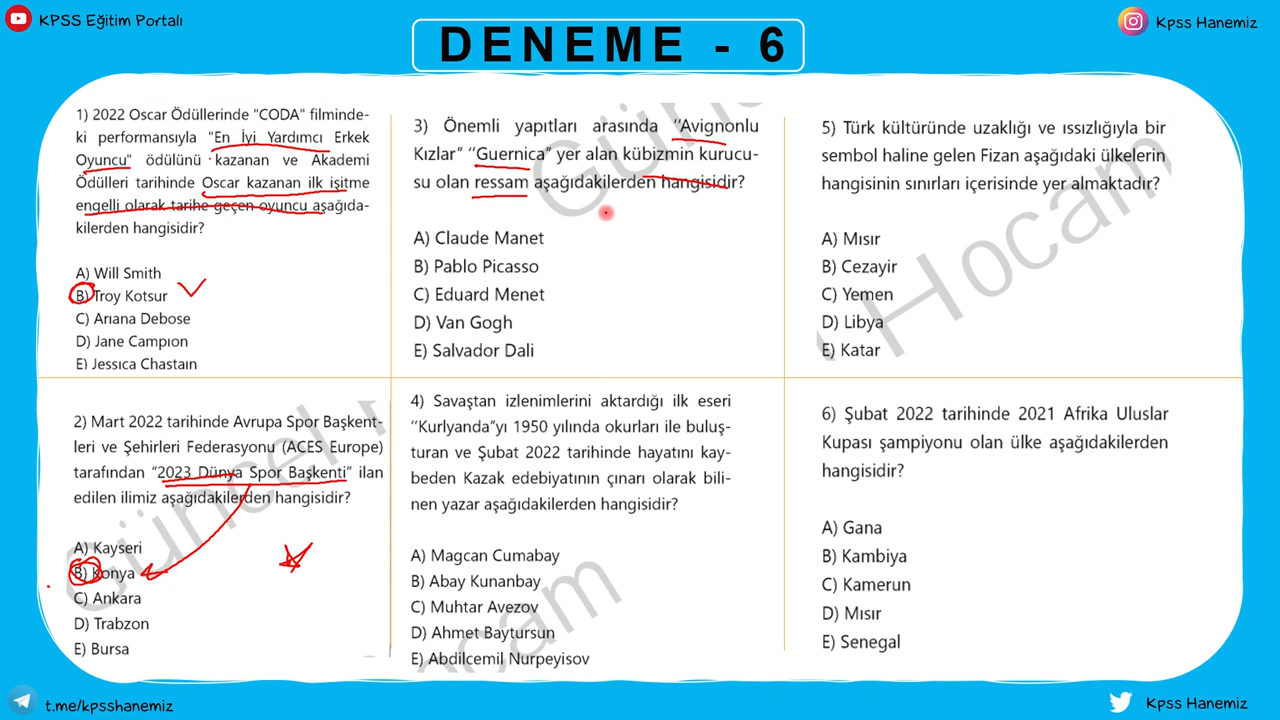 KPSS Eğitim Portalı
DENEME - 6
Kpss Hanemiz
1) 2022 Oscar Ödüllerinde "CODA" filminde-
ki performansıyla "En İyi Yardımcı Erkek
Oyuncu" ödülünü kazanan ve Akademi
Ödülleri tarihinde Oscar kazanan ilk işitme
engelli olarak tarihe geçen oyuncu aşağıda-
kilerden hangisidir?
A) Will Smith
B) Troy Kotsur
C) Arıana Debose
D) Jane Campıon
E) Jessıca Chastaın
2) Mart 2022 tarihinde Avrupa Spor Başkent-
leri ve Şehirleri Federasyonu (ACES Europe)
tarafından "2023 Dünya Spor Başkenti" ilan
edilen ilimiz aşağıdakilerden hangisidir?
A) Kayseri
B) Konya
C) Ankara
D) Trabzon
E) Bursa
3) Önemli yapıtları arasında ‘‘Avignonlu
Kızlar” ‘‘Guernica” yer alan kübizmin kurucu-
su olan ressam aşağıdakilerden hangisidir?
A) Claude Manet
B) Pablo Picasso
C) Eduard Menet
D) Van Gogh
E) Salvador Dali
4) Savaştan izlenimlerini aktardığı ilk eseri
‘‘Kurlyanda”yı 1950 yılında okurları ile buluş-
turan ve Şubat 2022 tarihinde hayatını kay-
beden Kazak edebiyatının çınarı olarak bili-
nen yazar aşağıdakilerden hangisidir?
A) Magcan Cumabay
B) Abay Kunanbay
C) Muhtar Avezov
D) Ahmet Baytursun
E) Abdilcemil Nurpeyisov
5) Türk kültüründe uzaklığı ve ıssızlığıyla bir
sembol haline gelen Fizan aşağıdaki ülkelerin
hangisinin sınırları içerisinde yer almaktadır?
A) Mısır
B) Cezayir
C) Yemen
D) Libya
E) Katar
6) Şubat 2022 tarihinde 2021 Afrika Uluslar
Kupası şampiyonu olan ülke aşağıdakilerden
hangisidir?
A) Gana
B) Kambiya
C) Kamerun
D) Mısır
E) Senegal
Güncel
Hocam
t.me/kpsshanemiz
Kpss Hanemiz